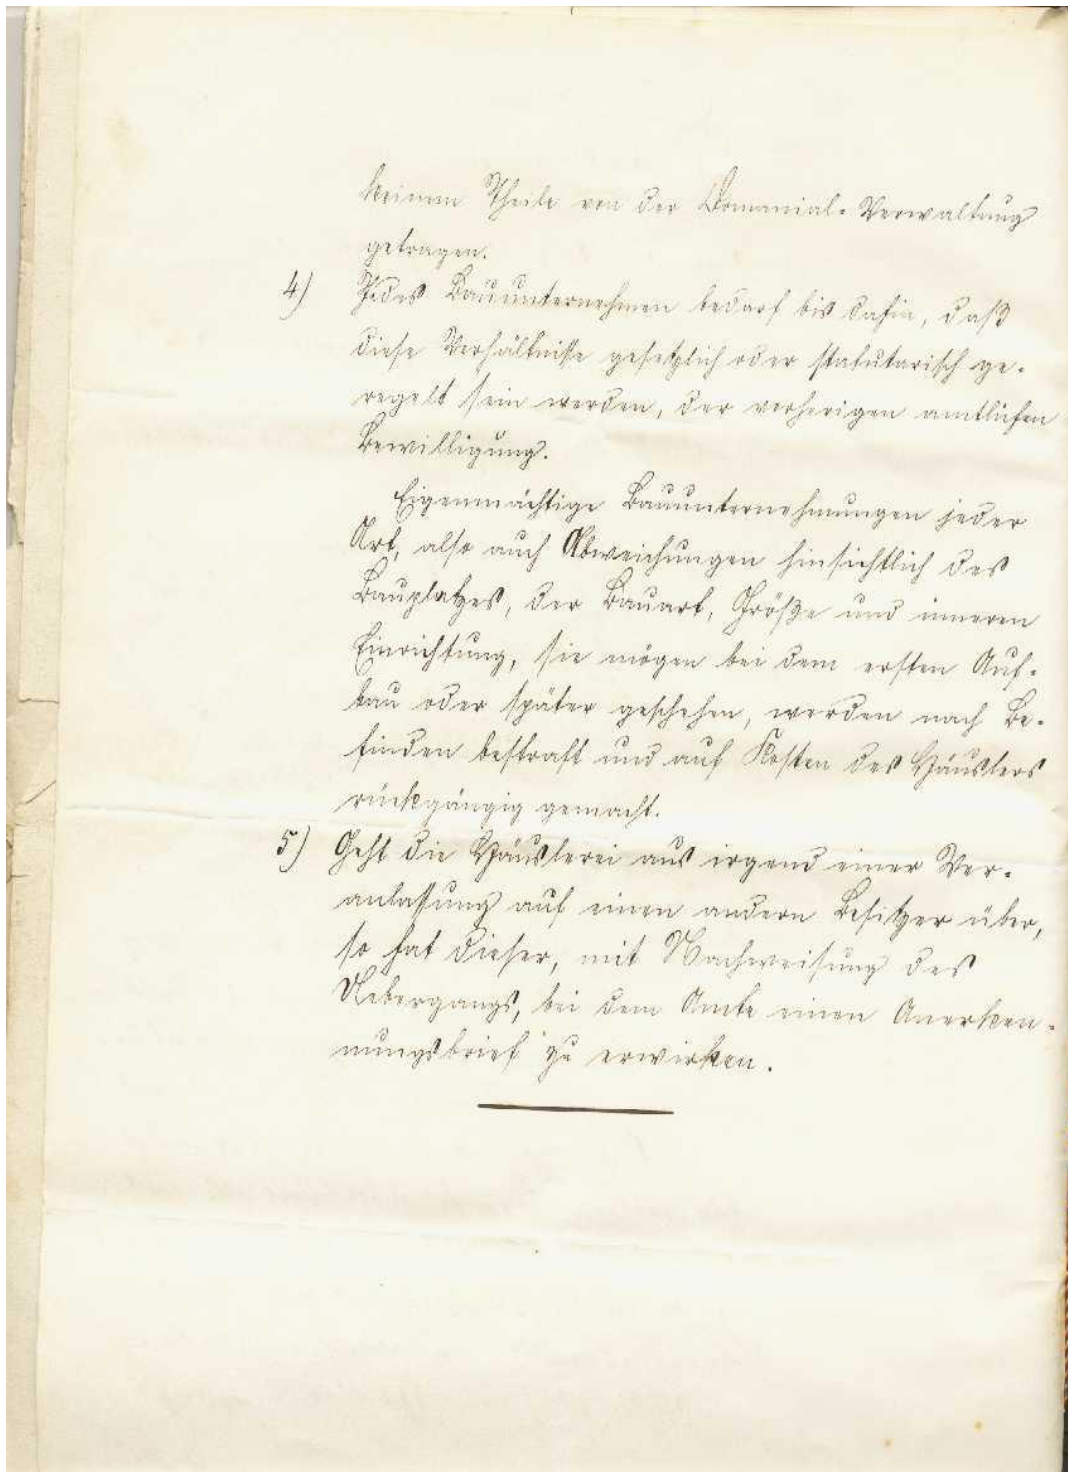 keinem Theile von der Domanial-Verwaltung
getragen.
4) Jedes Bauunternehmen bedarf bis dahin, daß
diese Verhältnisse gesetzlich oder statutarisch ge-
regelt sein werden, der vorherigen amtlichen
Bewilligung.
Eigenmächtige Bauunternehmungen jeder
Art, also auch Abweichungen hinsichtlich des
Bauplatzes, der Bauart, Größe und inneren
Einrichtung, sie mögen bei dem ersten Auf-
bau oder später geschehen, werden nach Be-
finden bestraft und auf Kosten des Häuslers
rückgängig gemacht.
5) Geht die Häuslerei aus irgend einer Ver-
anlassung auf einen andern Besitzer über,
so hat dieser, mit Nachweisung des
Uebergangs, bei dem Amte einen Anerken-
nungsbrief zu erwirken.